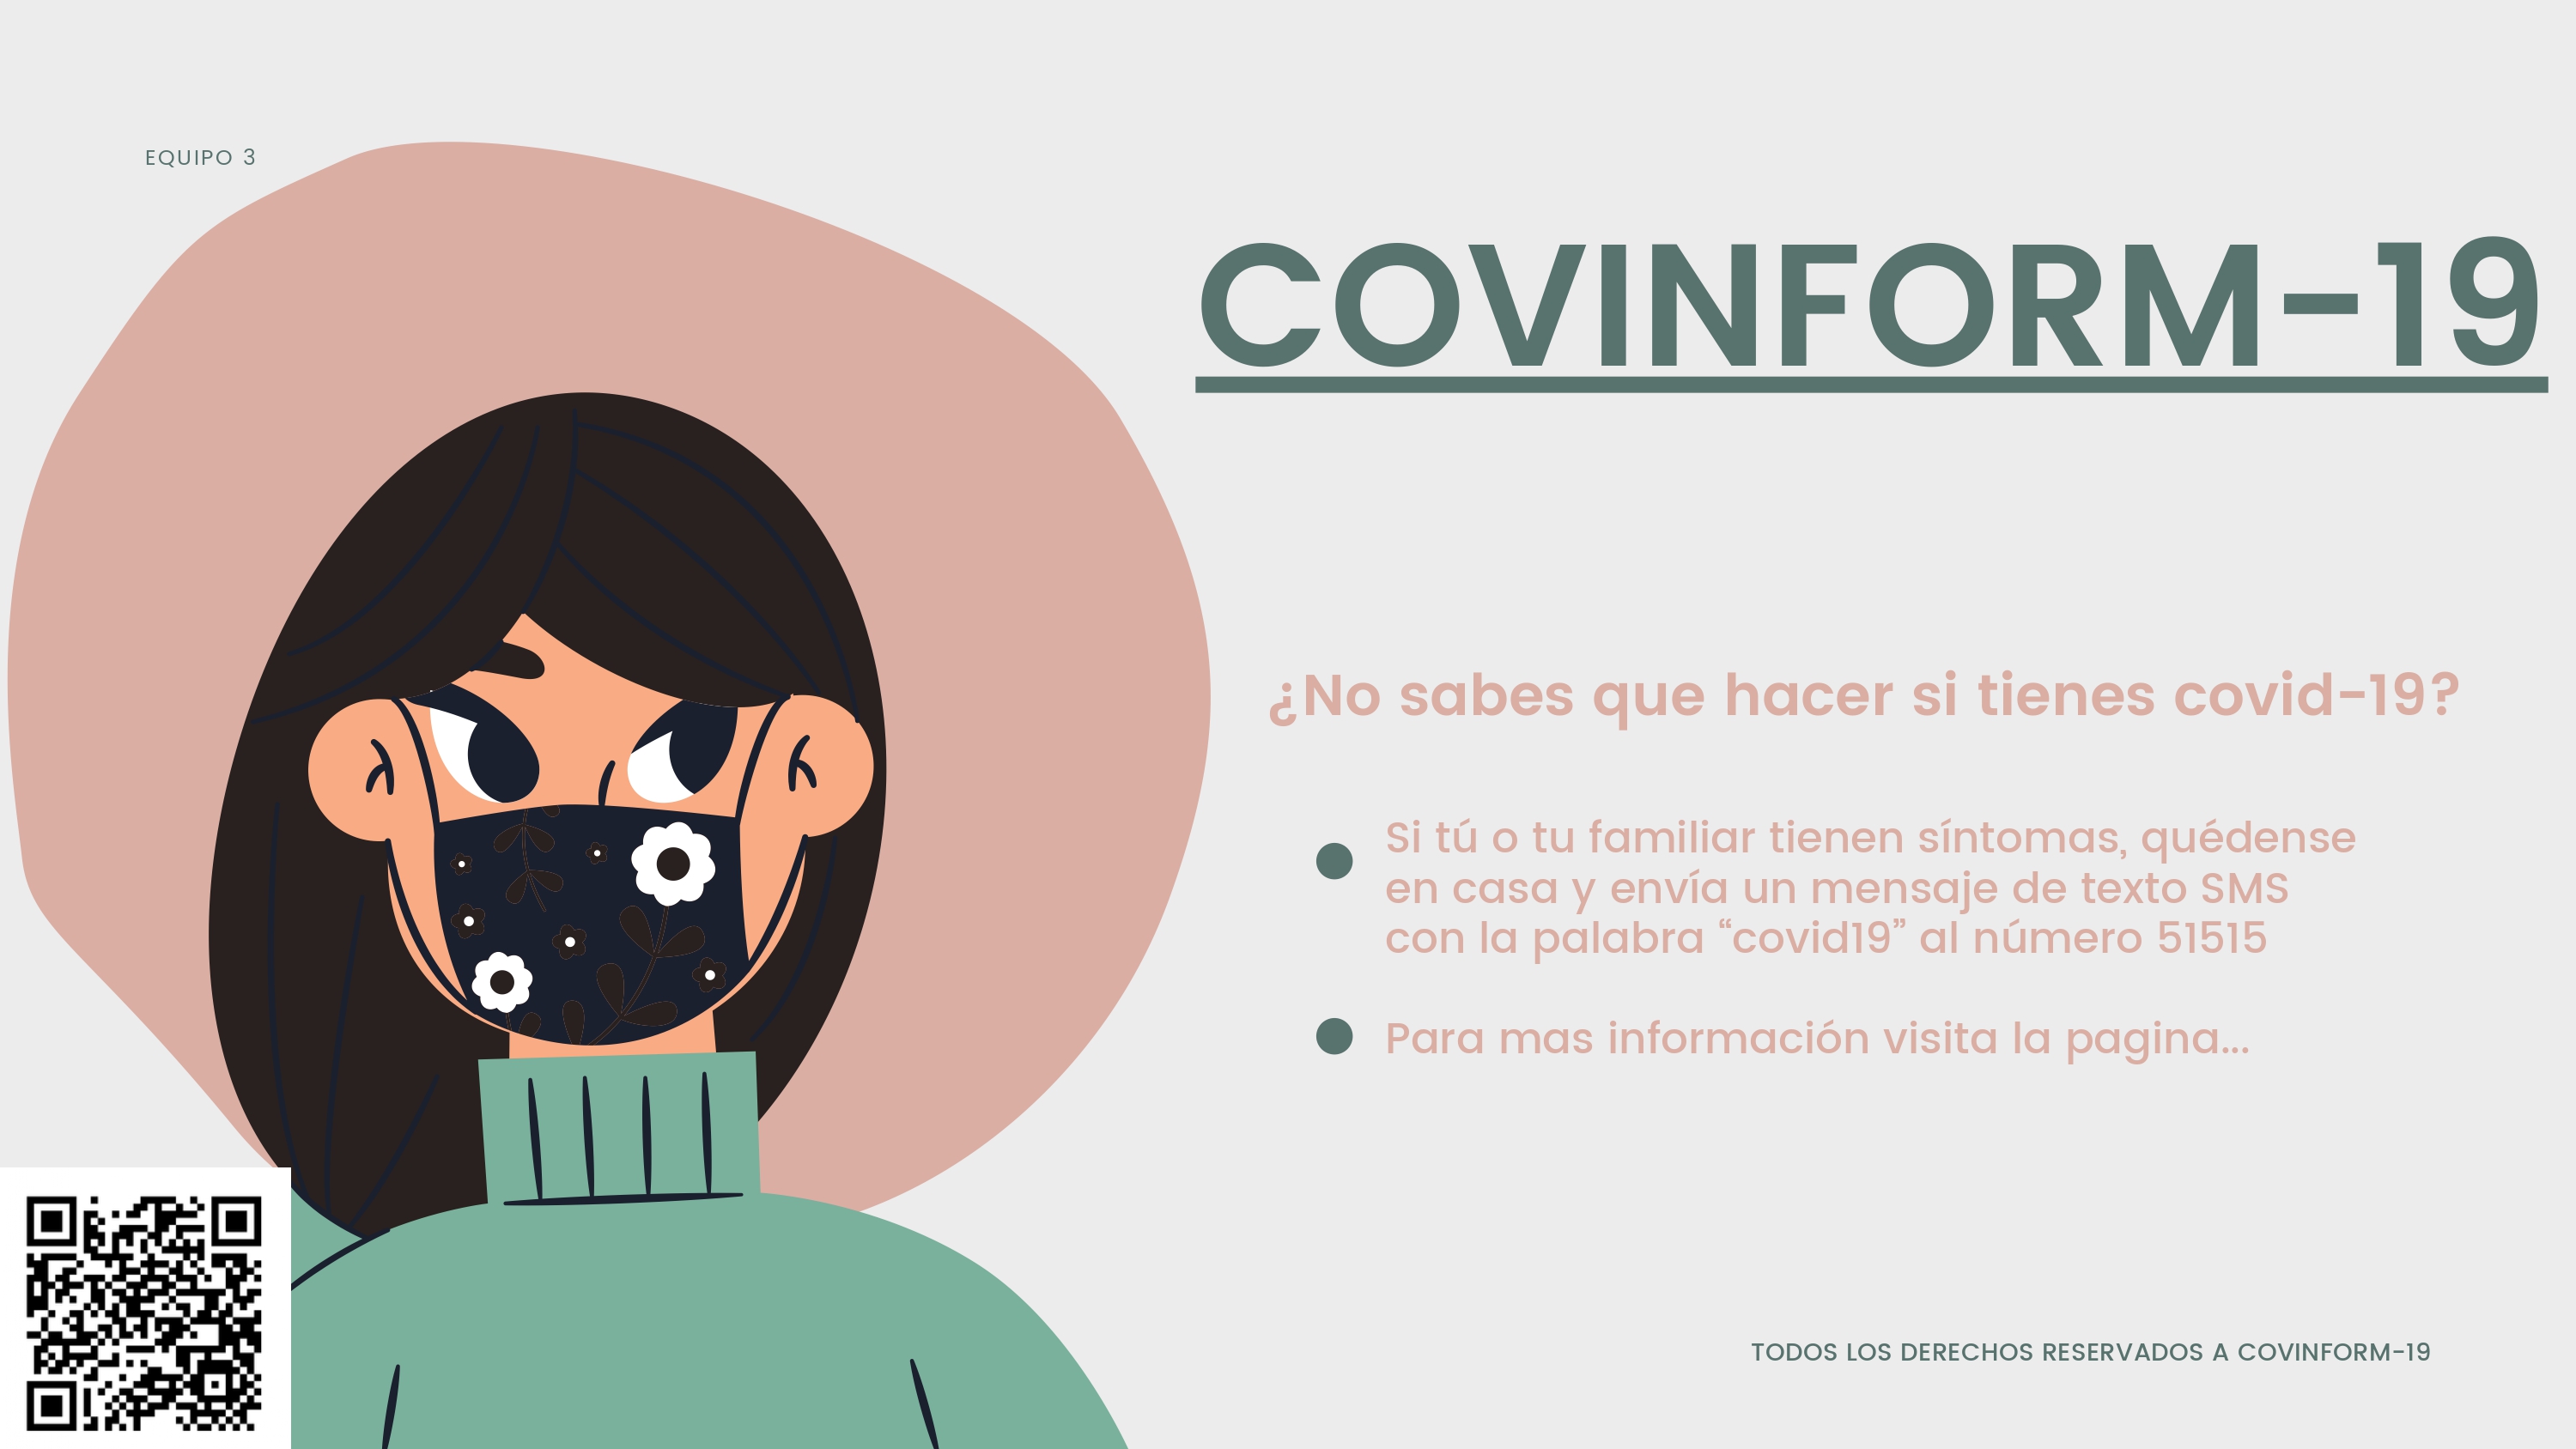 EQUIPO 3
COVINFORM-19
¿No sabes que hacer si tienes covid-19?
Si tú o tu familiar tienen síntomas, quédense
en casa y envía un mensaje de texto SMS
con la palabra “covid19” al número 51515
Para mas información visita la pagina...
TODOS LOS DERECHOS RESERVADOS A COVINFORM-19